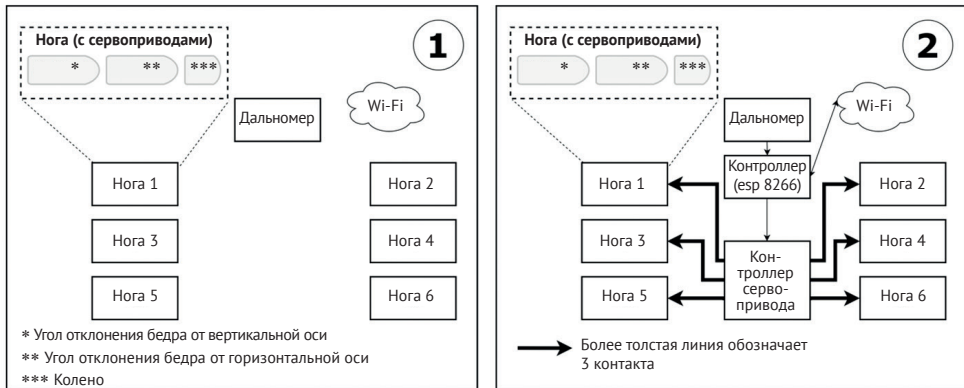 Нога (с сервоприводами)
1
* ** ***
Wi-Fi
Дальномер
Нога 1
Нога 2
Нога 3
Нога 4
Нога 5
Нога 6
* Угол отклонения бедра от вертикальной оси
** Угол отклонения бедра от горизонтальной оси
*** Колено
Нога (с сервоприводами)
2
* ** ***
Wi-Fi
Дальномер
Контроллер
(esp 8266)
Нога 1
Нога 2
Нога 3
Нога 4
Кон-
троллер
серво-
привода
Нога 5
Нога 6
Более толстая линия обозначает
3 контакта